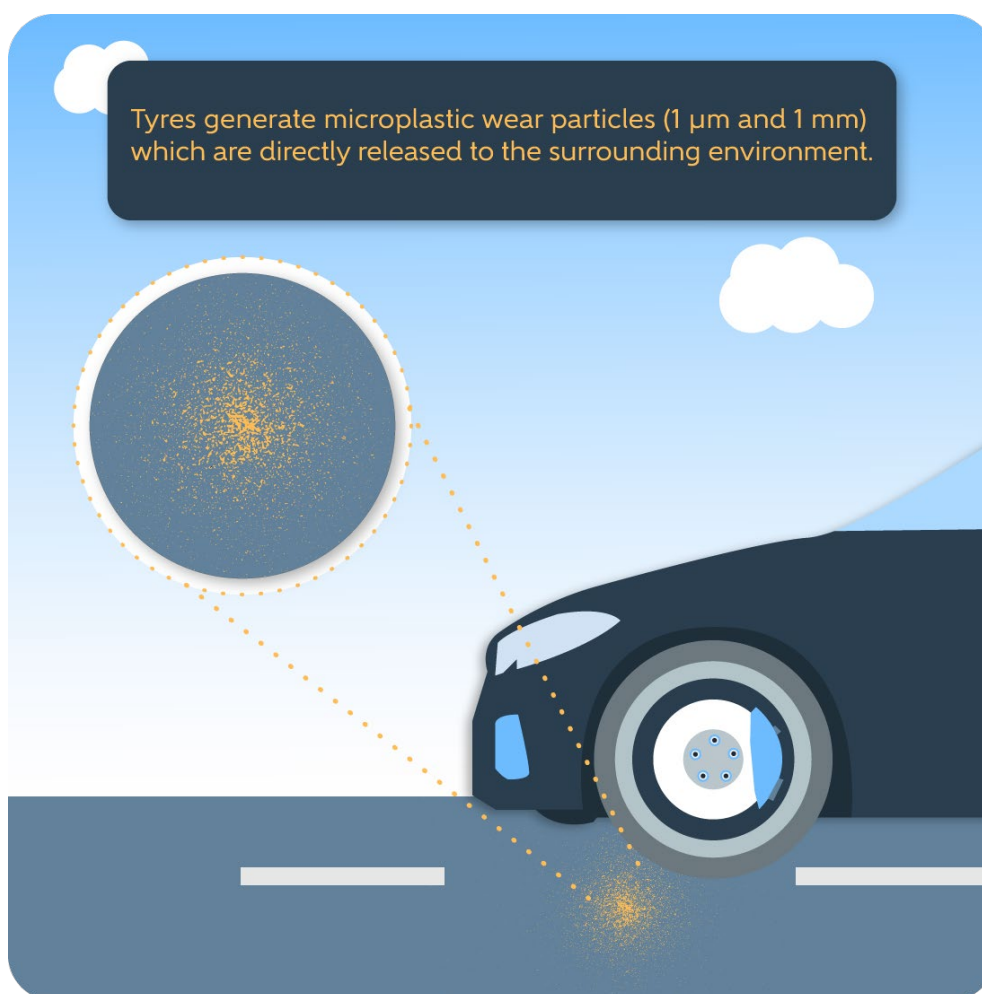 Tyres generate microplastic wear particles (1 µm and 1 mm)
which are directly released to the surrounding environment.